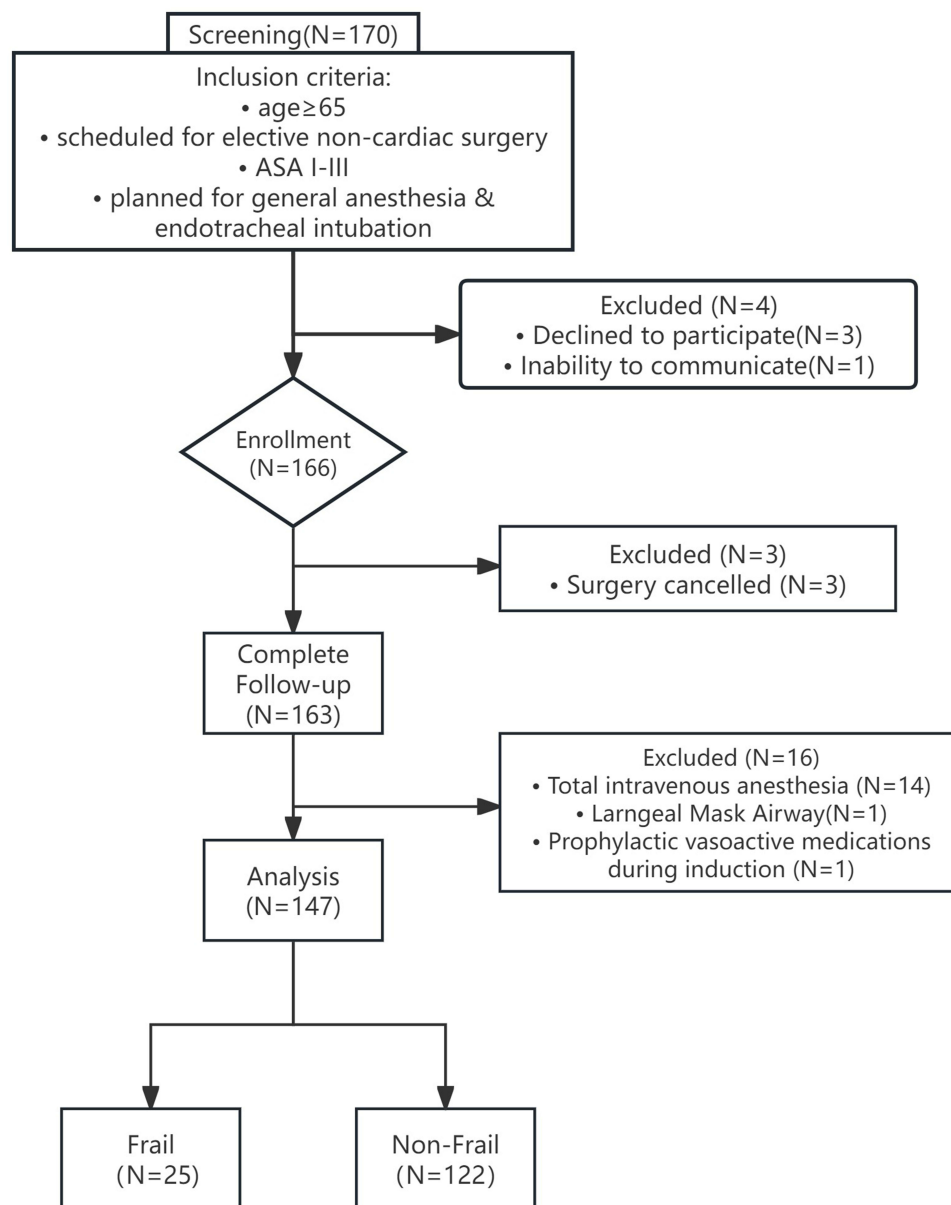 Screening(N=170)
Inclusion criteria:
• age≥65
• scheduled for elective non-cardiac surgery
• ASA I-III
• planned for general anesthesia &
endotracheal intubation
Excluded (N=4)
• Declined to participate(N=3)
• Inability to communicate(N=1)
Enrollment
(N=166)
Excluded (N=3)
• Surgery cancelled (N=3)
Complete
Follow-up
(N=163)
Excluded (N=16)
• Total intravenous anesthesia (N=14)
• Larngeal Mask Airway(N=1)
• Prophylactic vasoactive medications
during induction (N=1)
Analysis
(N=147)
Frail
(N=25)
Non-Frail
(N=122)